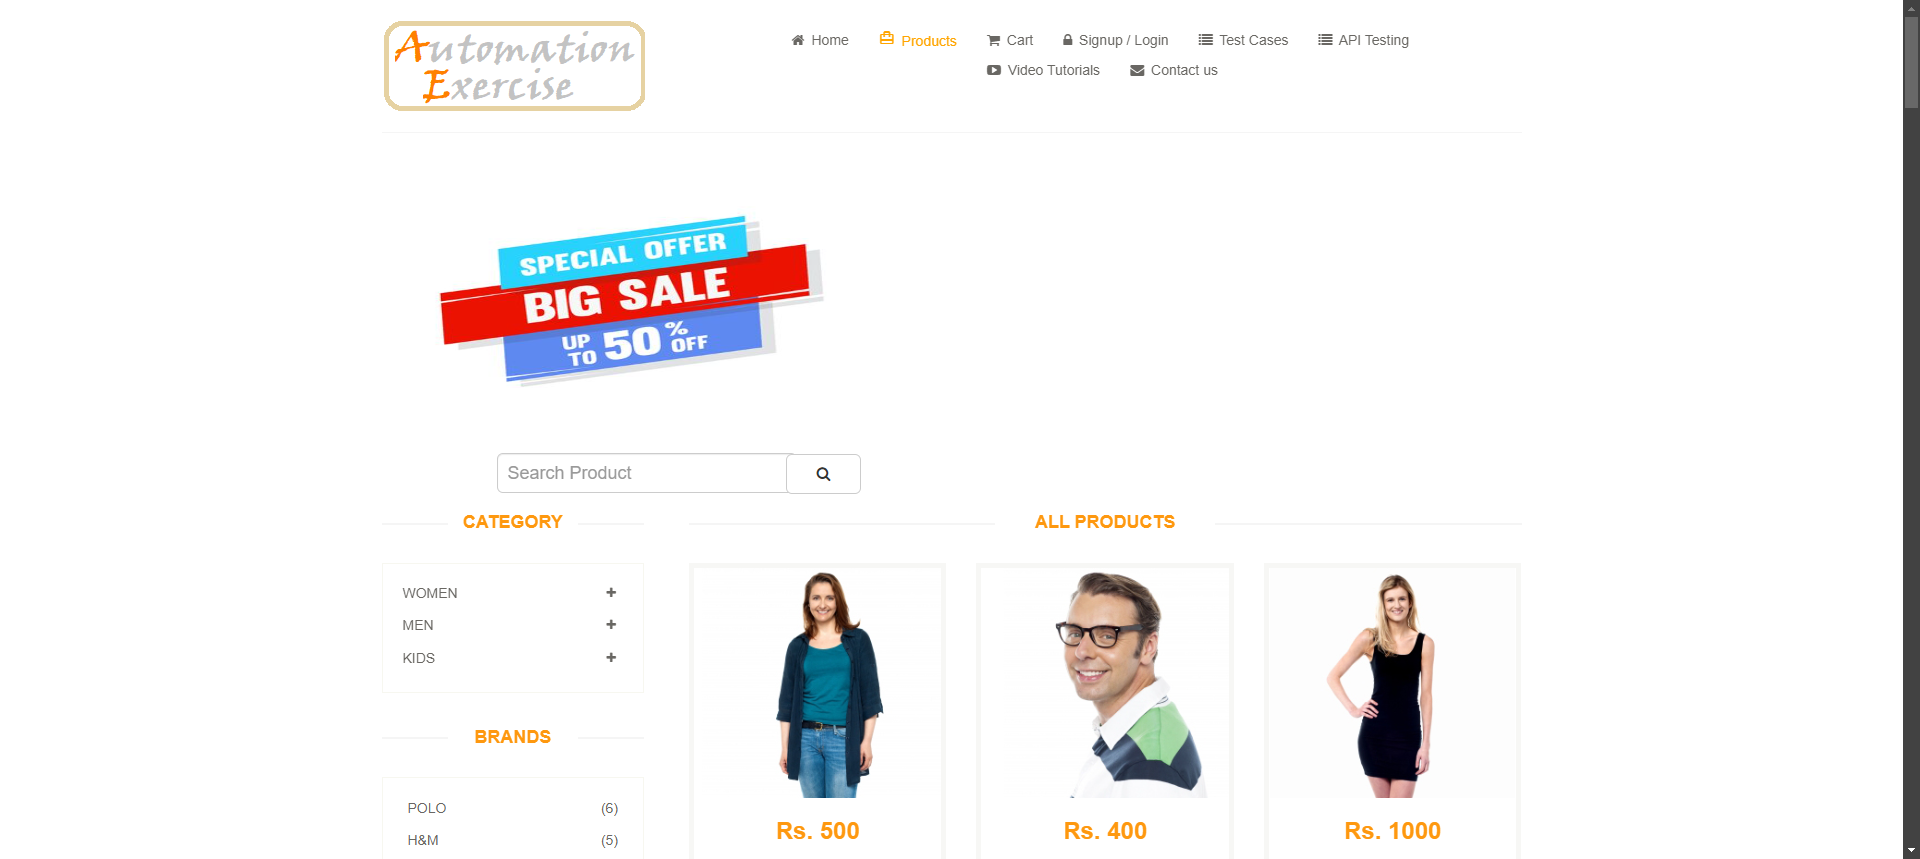 Automation
Exercise
Home
Products
Cart
Signup / Login
Test Cases
API Testing
Video Tutorials
Contact us
SPECIAL OFFER
BIG SALE
UP TO 50% OFF
Search Product
CATEGORY
WOMEN
MEN
KIDS
BRANDS
POLO (6)
H&M (5)
ALL PRODUCTS
Rs. 500
Rs. 400
Rs. 1000